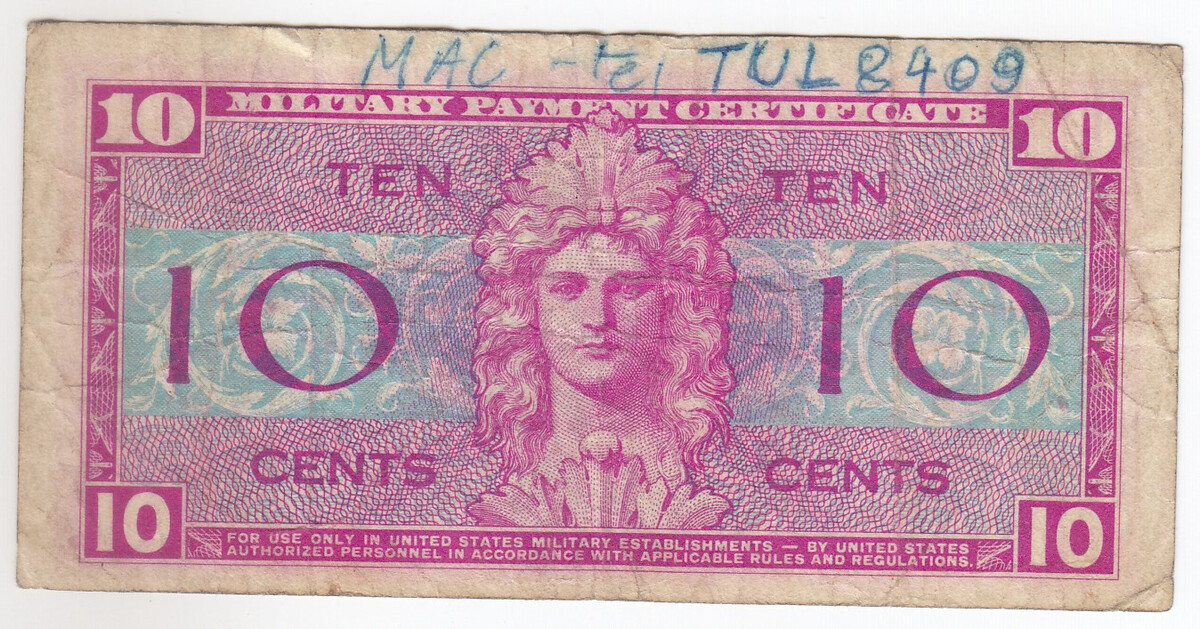 MAC - tel TUL 8409
10 MILITARY PAYMENT CERTIFICATE 10
TEN TEN
10 10
CENTS CENTS
10 10
FOR USE ONLY IN UNITED STATES MILITARY ESTABLISHMENTS — BY UNITED STATES
AUTHORIZED PERSONNEL IN ACCORDANCE WITH APPLICABLE RULES AND REGULATIONS.